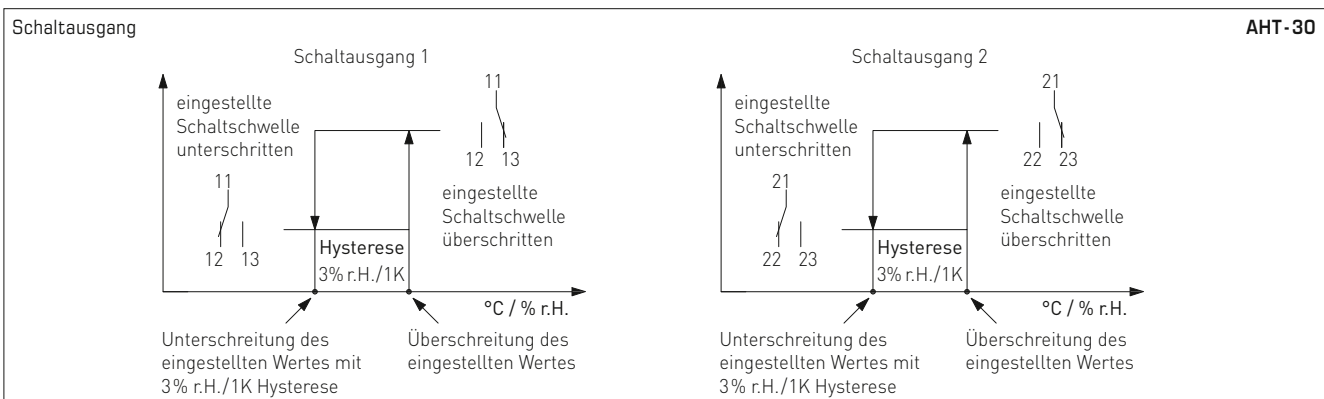 Schaltausgang
AHT-30
Schaltausgang 1
11
eingestellte
Schaltschwelle
unterschritten
12 13
eingestellte
Schaltschwelle
überschritten
11
12 13
Hysterese
3% r.H./1K
°C / % r.H.
Unterschreitung des
eingestellten Wertes mit
3% r.H./1K Hysterese
Überschreitung des
eingestellten Wertes
Schaltausgang 2
21
eingestellte
Schaltschwelle
unterschritten
22 23
eingestellte
Schaltschwelle
überschritten
21
22 23
Hysterese
3% r.H./1K
°C / % r.H.
Unterschreitung des
eingestellten Wertes mit
3% r.H./1K Hysterese
Überschreitung des
eingestellten Wertes